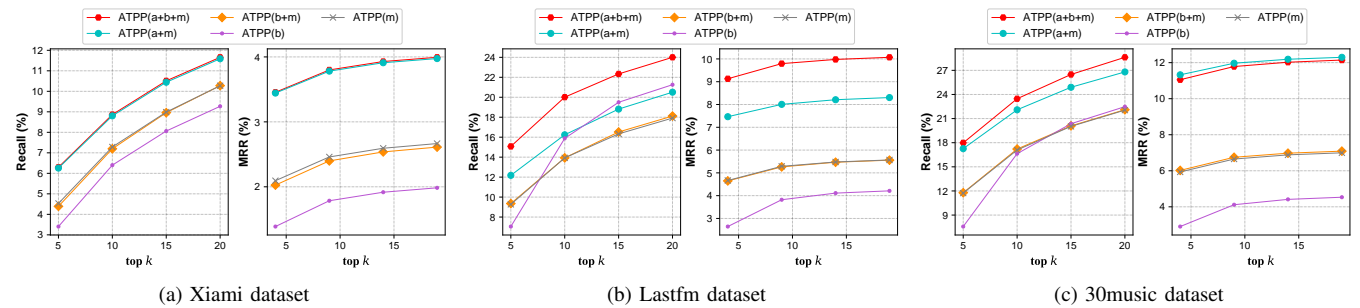 ATPP(a+b+m) ATPP(b+m) ATPP(m)
ATPP(a+m) ATPP(b)
Recall (%)
12
11
10
9
8
7
6
5
4
3
5 10 15 20
top k
MRR (%)
4
3
2
5 10 15
top k
(a) Xiami dataset
ATPP(a+b+m) ATPP(b+m) ATPP(m)
ATPP(a+m) ATPP(b)
Recall (%)
24
22
20
18
16
14
12
10
8
5 10 15 20
top k
MRR (%)
10
9
8
7
6
5
4
3
5 10 15
top k
(b) Lastfm dataset
ATPP(a+b+m) ATPP(b+m) ATPP(m)
ATPP(a+m) ATPP(b)
Recall (%)
27
24
21
18
15
12
9
5 10 15 20
top k
MRR (%)
12
10
8
6
4
5 10 15
top k
(c) 30music dataset